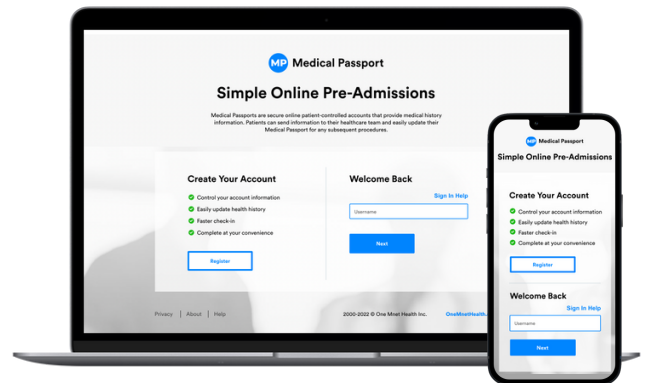 MP Medical Passport
Simple Online Pre-Admissions
Medical Passports are secure online patient-controlled accounts that provide medical history
information. Patients can send information to their healthcare team and easily update their
Medical Passport for any subsequent procedures.
Create Your Account
Control your account information
Easily update health history
Faster check-in
Complete at your convenience
Register
Welcome Back
Sign In Help
Username
Next
Privacy | About | Help
2000-2022 © One Mnet Health Inc.
OneMnetHealth.
MP Medical Passport
Simple Online Pre-Admissions
Create Your Account
Control your account information
Easily update health history
Faster check-in
Complete at your convenience
Register
Welcome Back
Sign In Help
Username
Next